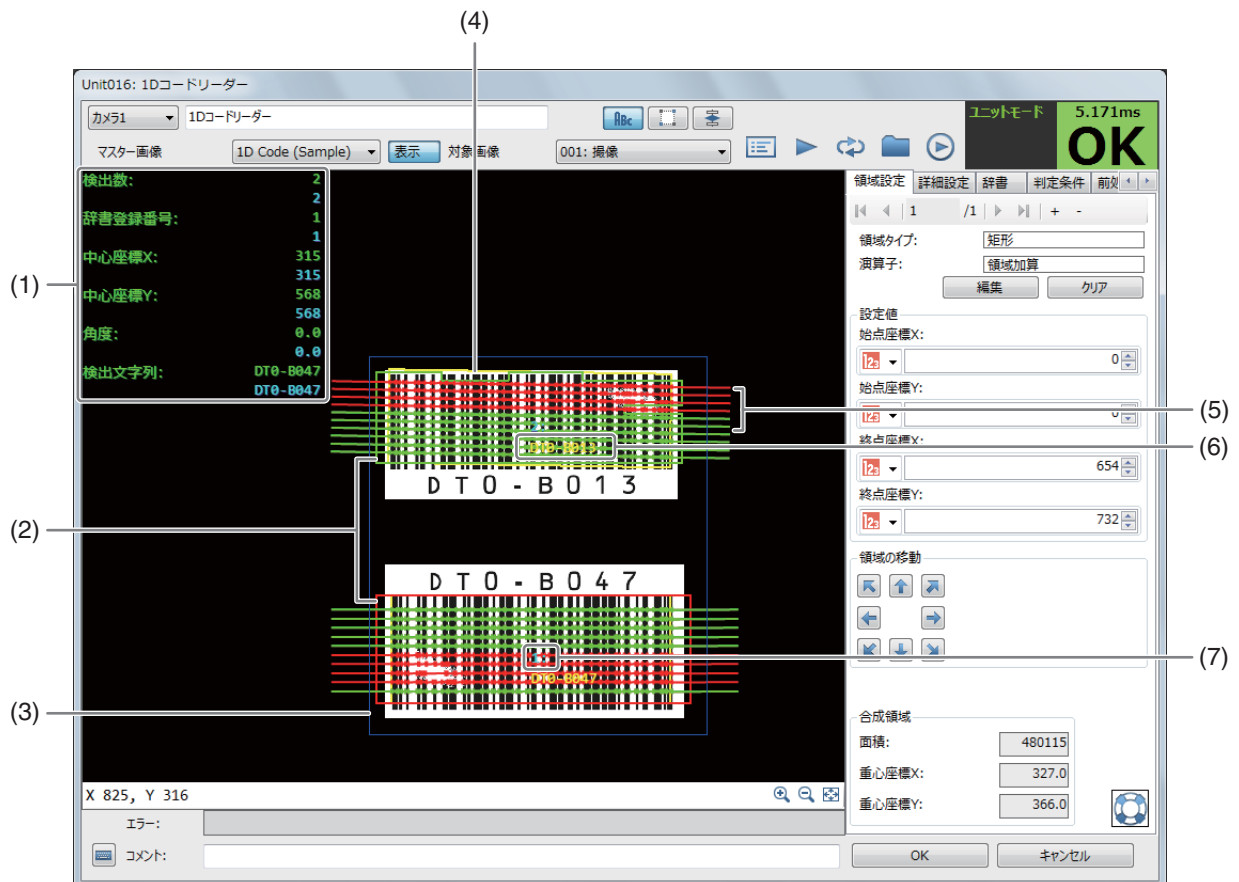 (4)
Unit016: 1Dコードリーダー
カメラ1
1Dコードリーダー
ABC
ユニットモード
5.171ms
OK
マスター画像
1D Code (Sample)
表示
対象画像
001: 撮像
検出数: 2
2
辞書登録番号: 1
1
中心座標X: 315
315
中心座標Y: 568
568
角度: 0.0
0.0
検出文字列: DT0-B047
DT0-B047
(1)
(2)
(3)
DT0-B013
DT0-B013
DT0-B047
DT0-B047
(5)
(6)
(7)
領域設定 詳細設定 辞書 判定条件
1 /1 + -
領域タイプ: 矩形
演算子: 領域加算
編集 クリア
設定値
始点座標X:
123 0
始点座標Y:
123 0
終点座標X:
123 654
終点座標Y:
123 732
領域の移動
合成領域
面積: 480115
重心座標X: 327.0
重心座標Y: 366.0
X 825, Y 316
エラー:
コメント:
OK キャンセル